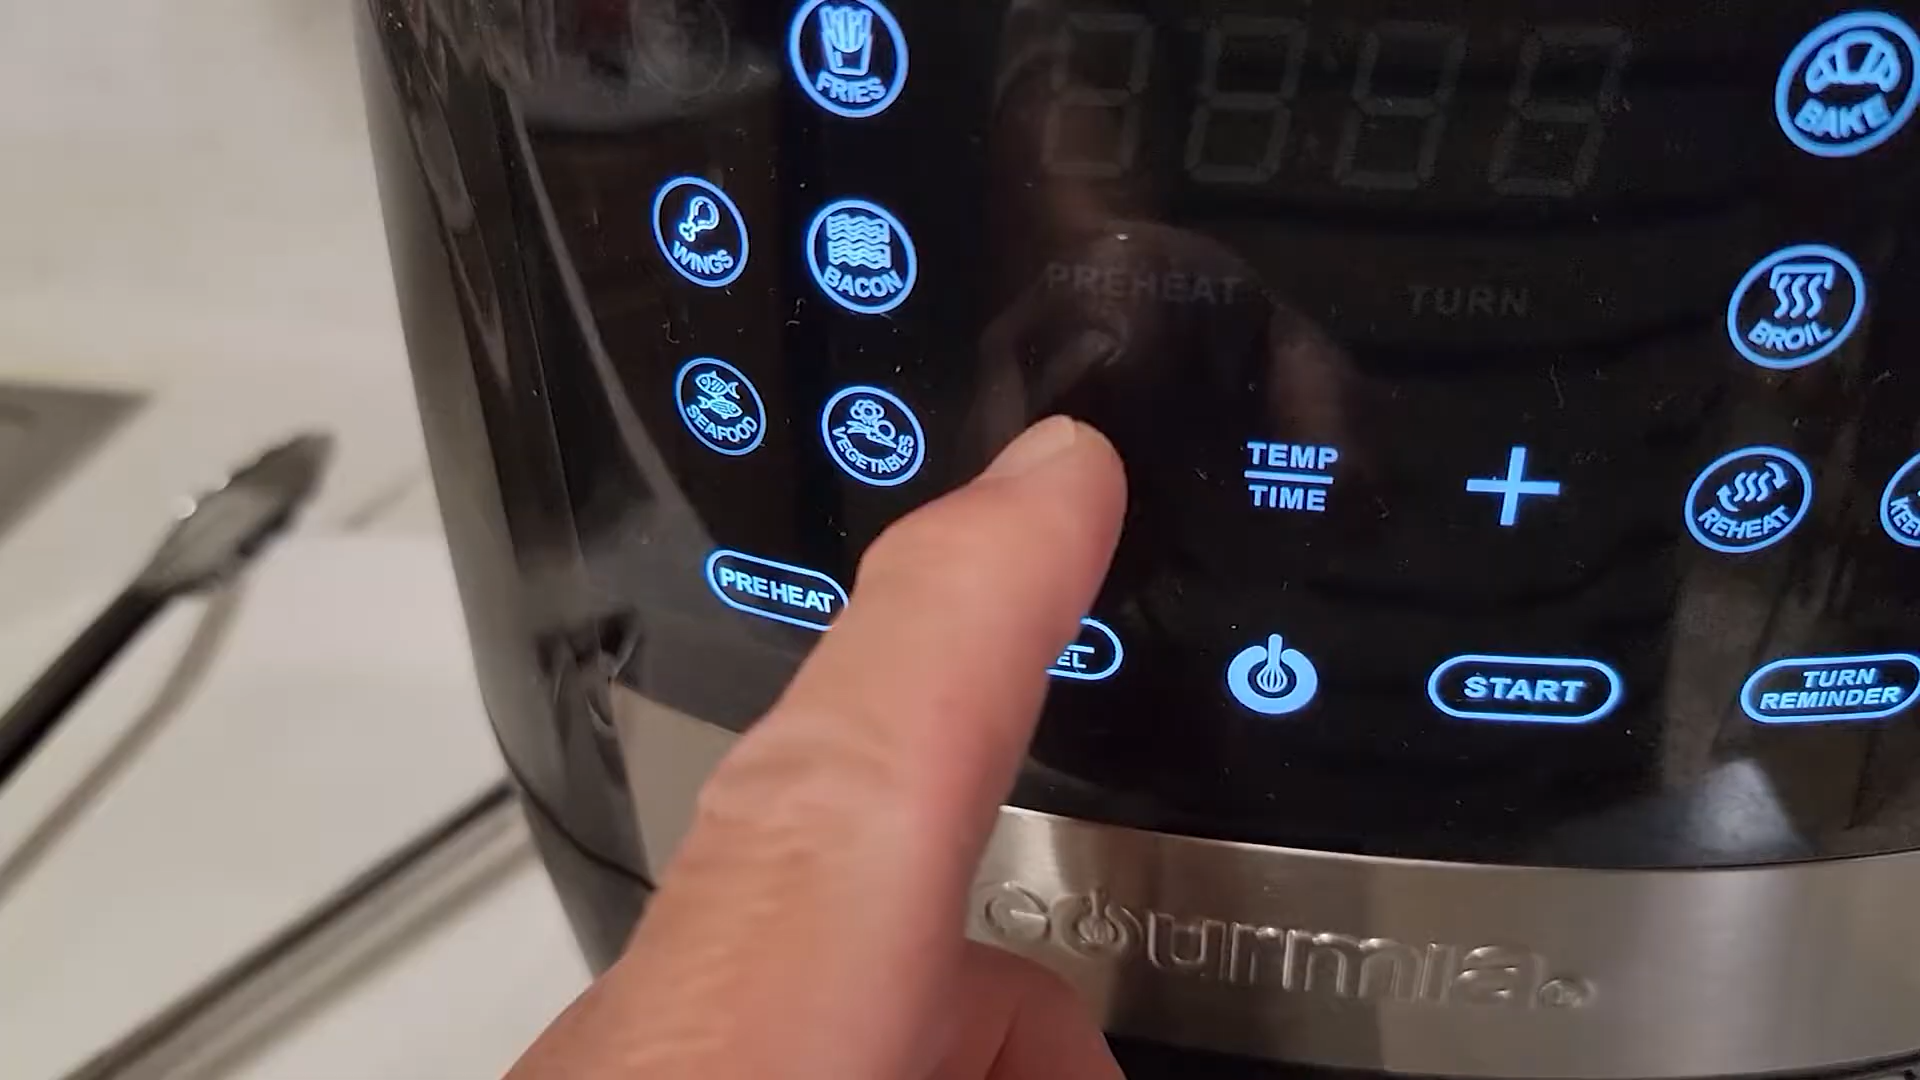 FRIES
BAKE
WINGS
BACON
PREHEAT
TURN
BROIL
SEAFOOD
VEGETABLES
TEMP
TIME
+
REHEAT
PREHEAT
START
TURN
REMINDER
Gourmia